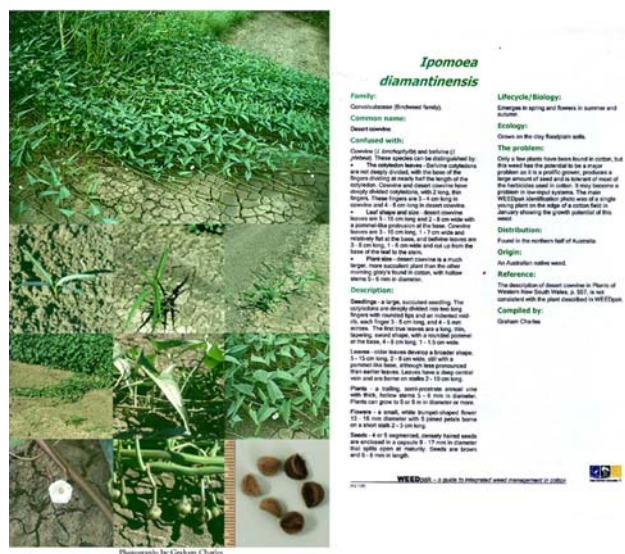 Ipomoea
diamantinensis
Family:
Convolvulaceae (Bindweed family).
Common name:
Desert cowvine
Confused with:
Cowvine (I. lonchophylla) and bellvine (I.
plebeia). These species can be distinguished by:
• The cotyledon leaves - Bellvine cotyledons
are not deeply divided, with the base of the
fingers dividing at nearly half the length of the
cotyledon. Cowvine and desert cowvine have
deeply divided cotyledons, with 2 long, thin
fingers. These fingers are 3 - 4 cm long in
cowvine and 4 - 6 cm long in desert cowvine.
• Leaf shape and size - desert cowvine
leaves are 5 - 15 cm long and 2 - 8 cm wide with
a pommel-like protrusion at the base. Cowvine
leaves are 3 - 10 cm long, 1 - 7 cm wide and
relatively flat at the base, and bellvine leaves are
3 - 8 cm long, 1 - 6 cm wide and
base of the leaf to the stem.
• Plant size - desert cowvine is a much
larger, more succulent plant than the other
morning glory's found in cotton, with hollow
stems 5 - 6 mm in diameter.
Description:
Seedlings - a large, succulent seedling. The
cotyledons are deeply divided into two long
fingers with rounded tips and an indented mid-
rib, each finger 3 - 6 cm long, and 4 - 5 mm
across. The first true leaves are a long, thin,
tapering, sword shape, with a rounded pommel
at the base, 4 - 8 cm long, 1 - 1.5 cm wide.
Leaves - older leaves develop a broader shape,
5 - 15 cm long, 2 - 8 cm wide, still with a
pommel-like base, although less pronounced
than earlier leaves. Leaves have a deep central
vein and are borne on stalks 2 - 10 cm long.
Plants - a trailing, semi-prostrate annual vine
with thick, hollow stems 5 - 6 mm in diameter.
Plants can grow to 5 or 6 m in diameter or more.
Flowers - a small, white trumpet-shaped flower
13 - 16 mm diameter with 5 joined petals borne
on a short stalk 2 - 3 cm long.
Seeds - 4 or 5 segmented, densely haired seeds
are enclosed in a capsule 9 - 17 mm in diameter
that splits open at maturity. Seeds are brown
and 5 - 6 mm in length.
Lifecycle/Biology:
Emerges in spring and flowers in summer and
autumn.
Ecology:
Grows on the clay floodplain soils.
The problem:
Only a few plants have been found in cotton, but
this weed has the potential to be a major
problem as it is a prolific grower, produces a
large amount of seed and is tolerant of most of
the herbicides used in cotton. It may become a
problem in low-input systems. The main
WEEDpak identification photo was of a single
young plant on the edge of a cotton field in
January showing the growth potential of this
weed.
Distribution:
Found in the northern half of Australia.
Origin:
An Australian native weed.
Reference:
The description of desert cowvine in Plants of
Western New South Wales, p. 557, is not
consistent with the plant described in WEEDpak.
Compiled by:
Graham Charles
WEEDpak – a guide to integrated weed management in cotton
Photographs by Graham Charles